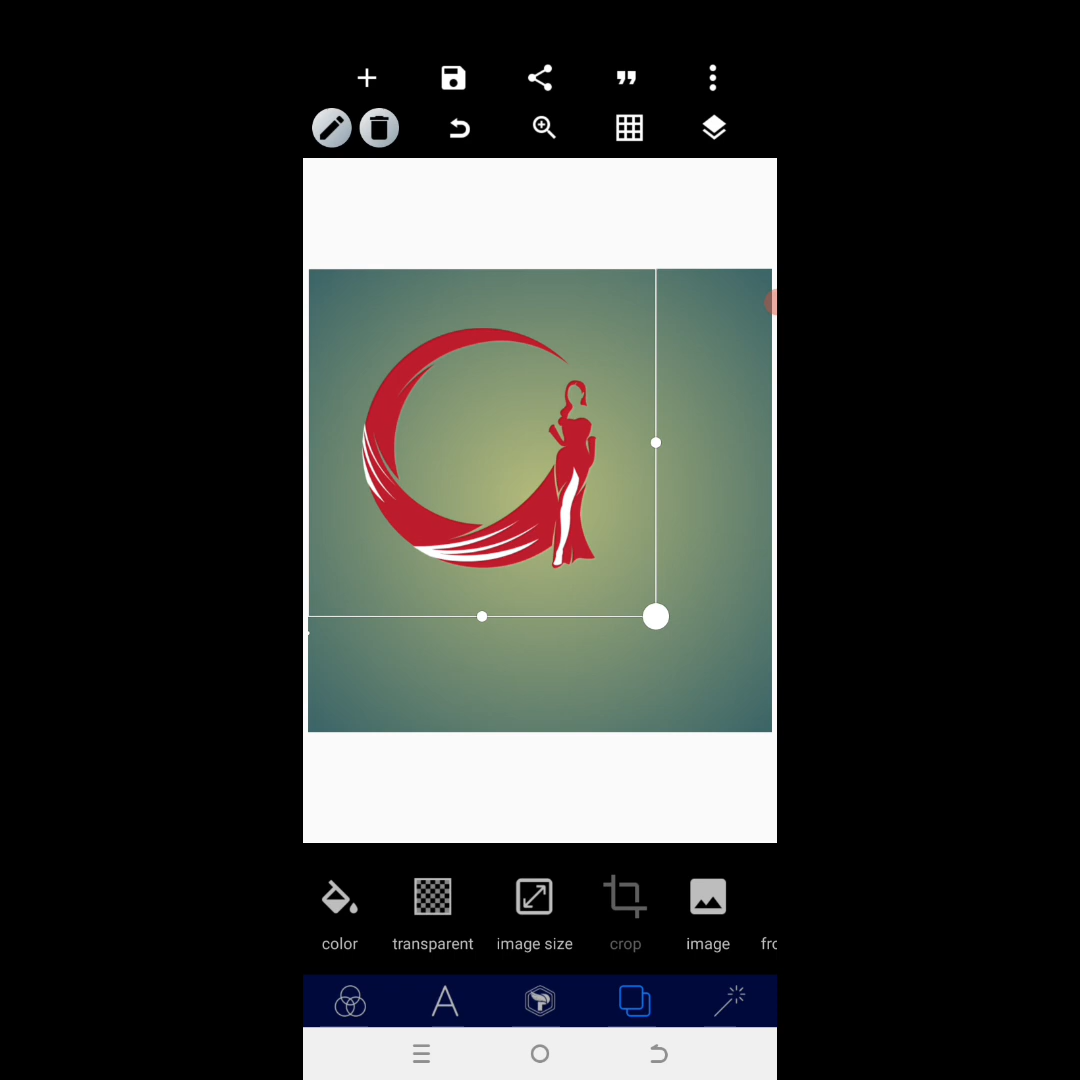 color
transparent
image size
crop
image
fro